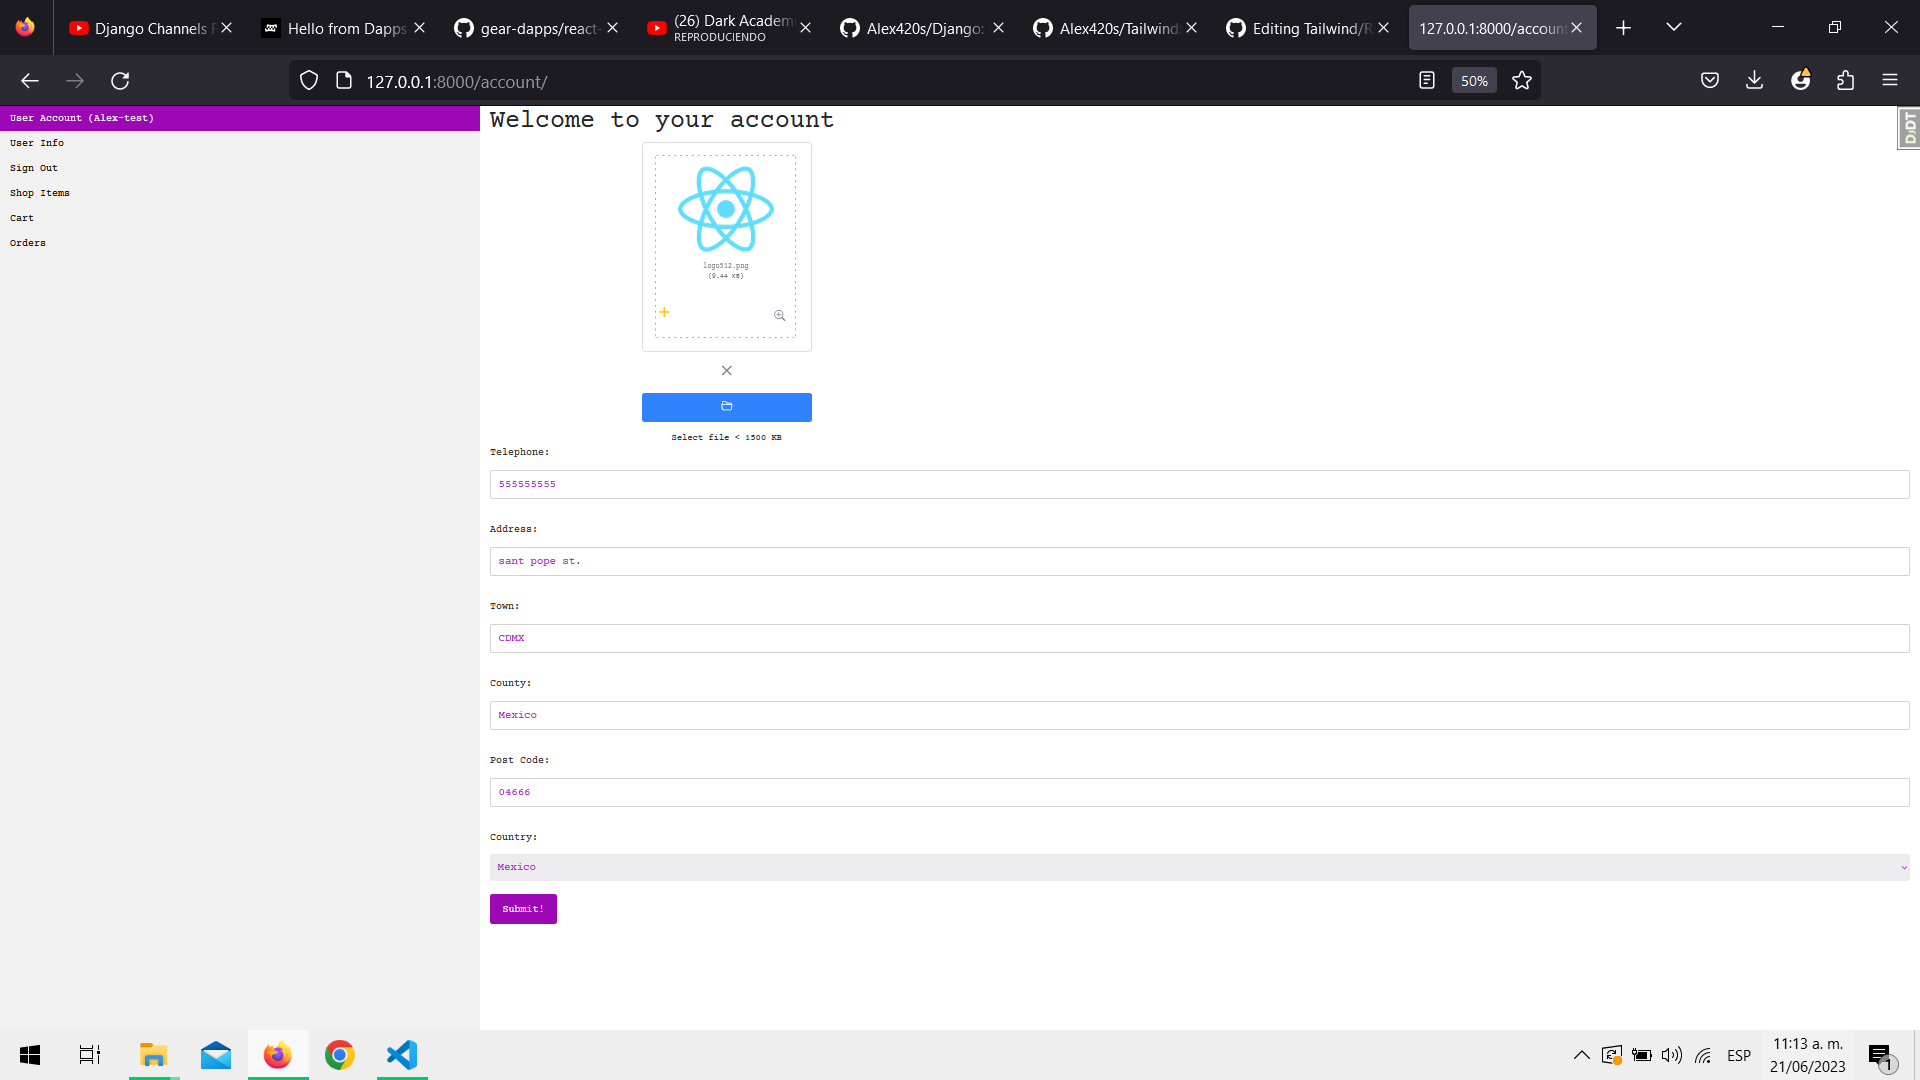 Django Channels
Hello from Dapps
gear-dapps/react-
(26) Dark Academi
REPRODUCIENDO
Alex420s/Django
Alex420s/Tailwind
Editing Tailwind/R
127.0.0.1:8000/account
127.0.0.1:8000/account/
50%
User Account (Alex-test)
User Info
Sign Out
Shop Items
Cart
Orders
Welcome to your account
DJDT
logo512.png
(9.44 KB)
Select file < 1500 KB
Telephone:
555555555
Address:
sant pope st.
Town:
CDMX
County:
Mexico
Post Code:
04666
Country:
Mexico
Submit!
ESP
11:13 a. m.
21/06/2023
1